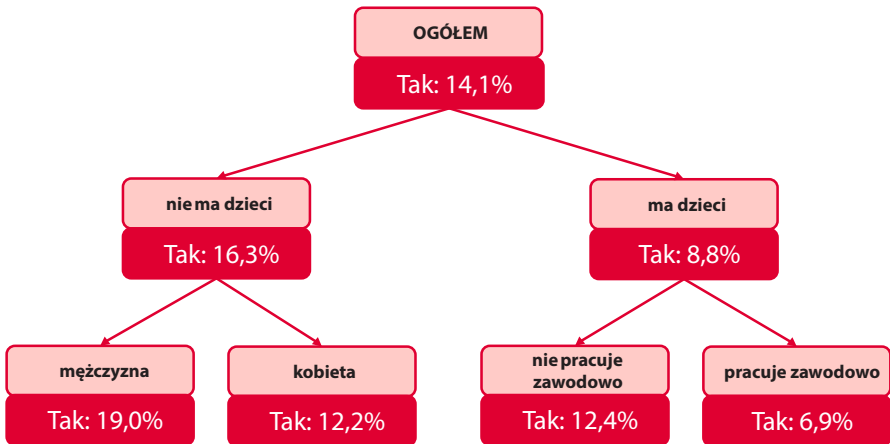 OGÓŁEM
Tak: 14,1%
nie ma dzieci
ma dzieci
Tak: 16,3%
Tak: 8,8%
mężczyzna
kobieta
nie pracuje
zawodowo
pracuje zawodowo
Tak: 19,0%
Tak: 12,2%
Tak: 12,4%
Tak: 6,9%